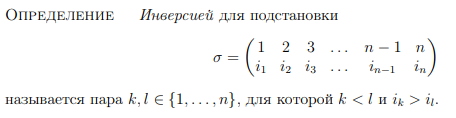 ОПРЕДЕЛЕНИЕ Инверсией для подстановки
σ = ( 1 2 3 … n − 1 n )
( i₁ i₂ i₃ … iₙ₋₁ iₙ )
называется пара k, l ∈ {1, … , n}, для которой k < l и iₖ > iₗ.